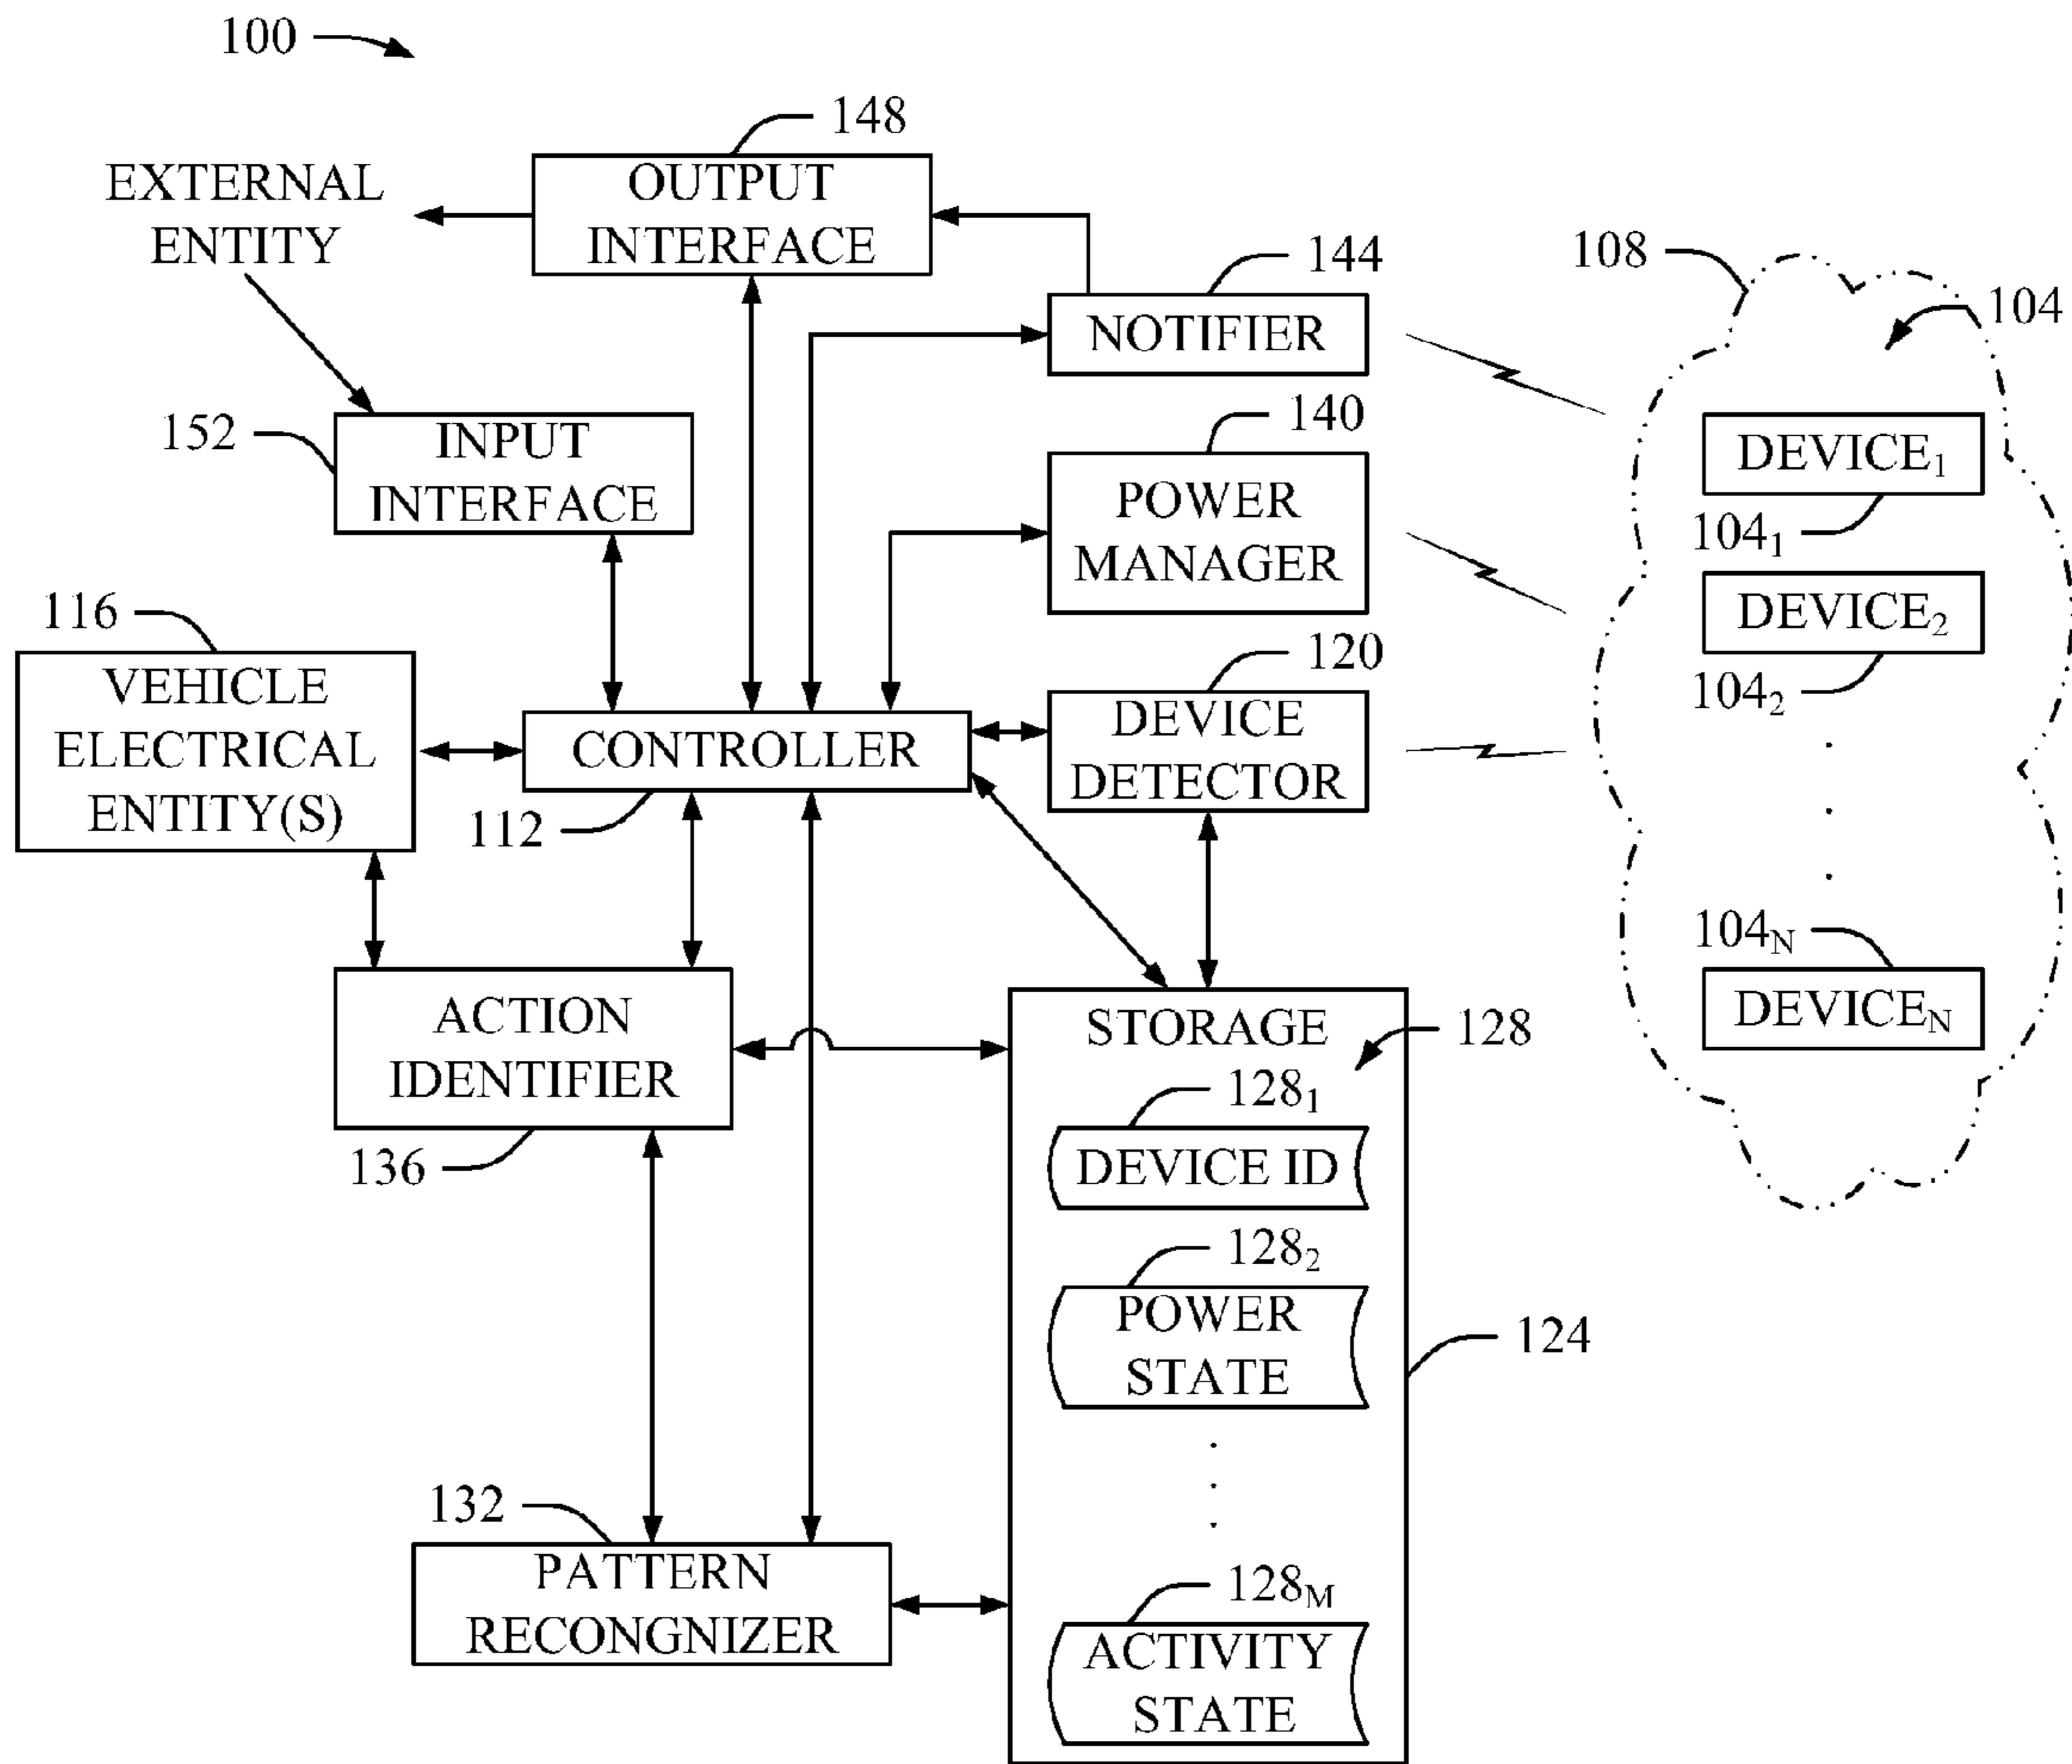 100
148
EXTERNAL
ENTITY
OUTPUT
INTERFACE
144
NOTIFIER
108
104
152
INPUT
INTERFACE
140
POWER
MANAGER
DEVICE₁
104₁
DEVICE₂
104₂
116
VEHICLE
ELECTRICAL
ENTITY(S)
CONTROLLER
112
120
DEVICE
DETECTOR
104N
DEVICEN
ACTION
IDENTIFIER
136
STORAGE
128
128₁
DEVICE ID
128₂
POWER
STATE
124
132
PATTERN
RECONGNIZER
128M
ACTIVITY
STATE